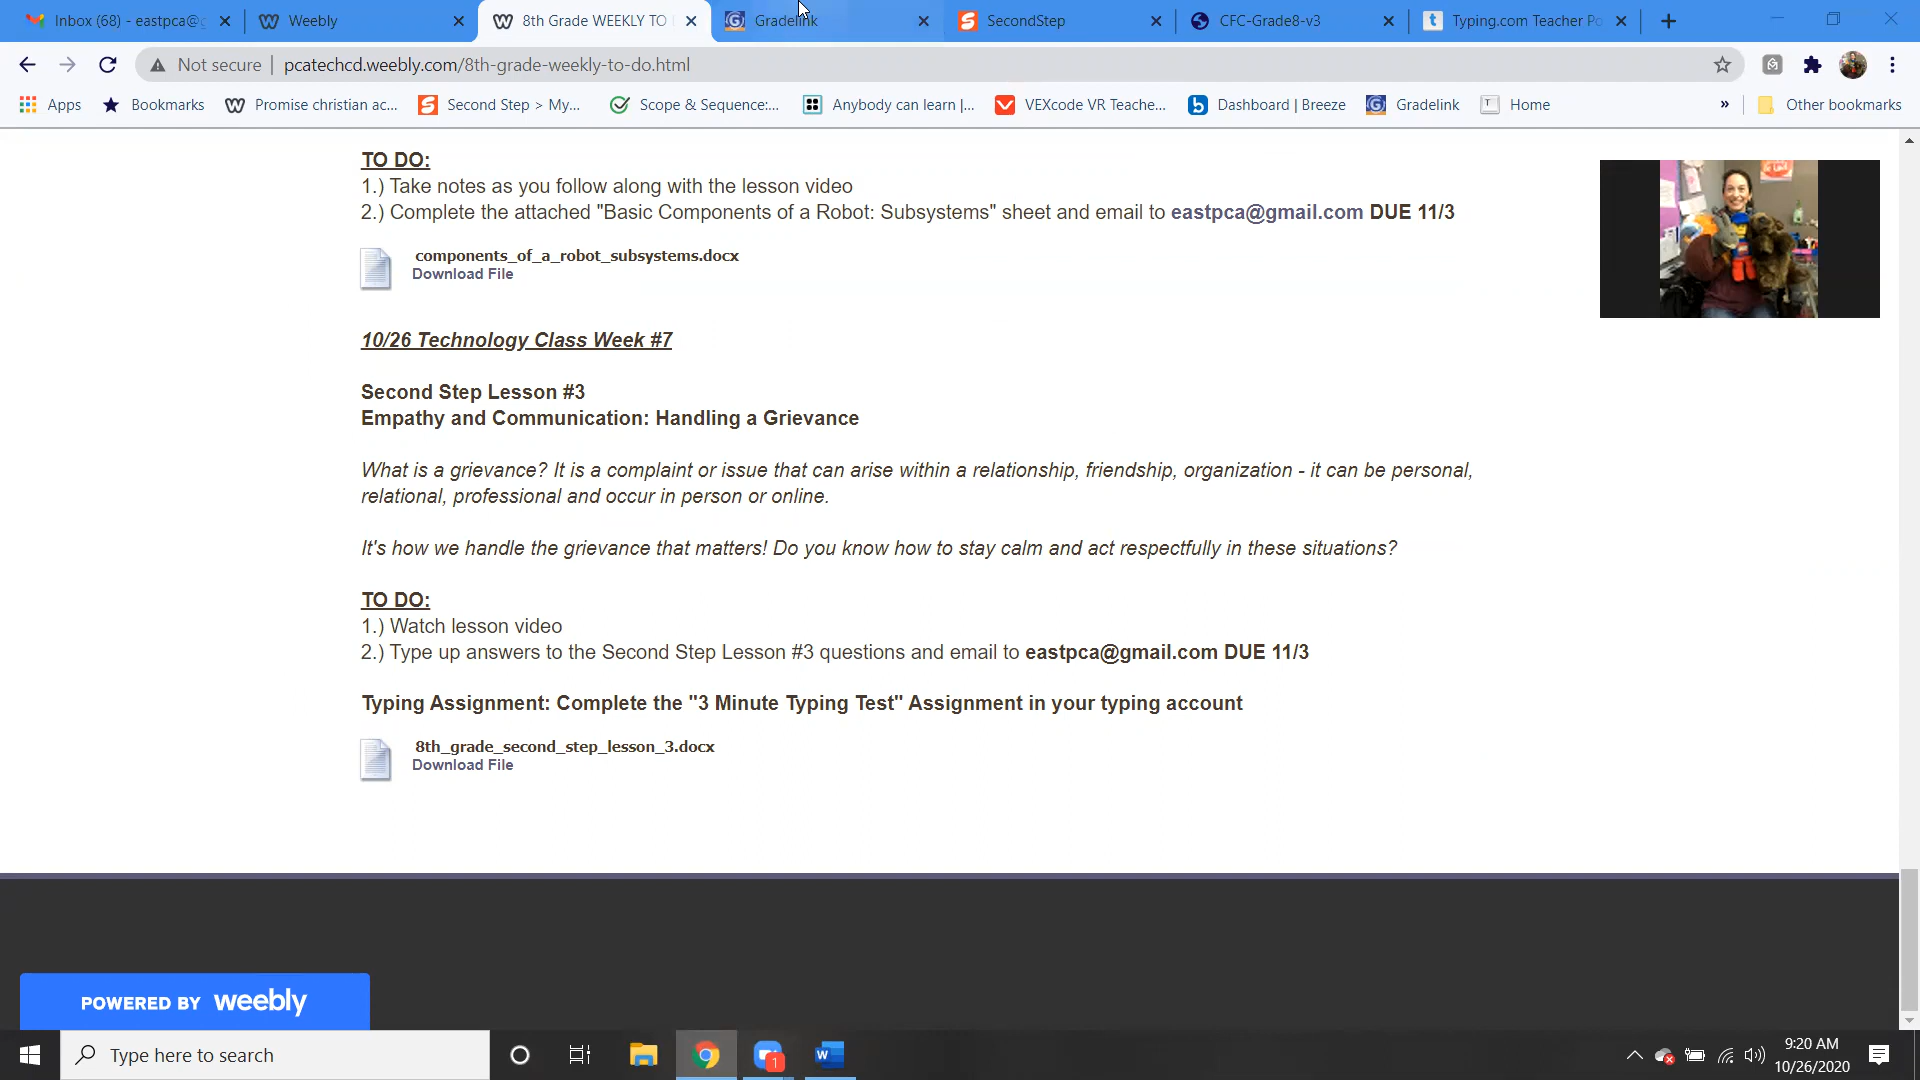 Inbox (68) - eastpca@g
Weebly
8th Grade WEEKLY TO
Gradelink
SecondStep
CFC-Grade8-v3
Typing.com Teacher Po
Not secure | pcatechcd.weebly.com/8th-grade-weekly-to-do.html
Apps
Bookmarks
Promise christian ac...
Second Step > My...
Scope & Sequence:...
Anybody can learn |...
VEXcode VR Teache...
Dashboard | Breeze
Gradelink
Home
»
Other bookmarks
TO DO:
1.) Take notes as you follow along with the lesson video
2.) Complete the attached "Basic Components of a Robot: Subsystems" sheet and email to eastpca@gmail.com DUE 11/3
components_of_a_robot_subsystems.docx
Download File
10/26 Technology Class Week #7
Second Step Lesson #3
Empathy and Communication: Handling a Grievance
What is a grievance? It is a complaint or issue that can arise within a relationship, friendship, organization - it can be personal,
relational, professional and occur in person or online.
It's how we handle the grievance that matters! Do you know how to stay calm and act respectfully in these situations?
TO DO:
1.) Watch lesson video
2.) Type up answers to the Second Step Lesson #3 questions and email to eastpca@gmail.com DUE 11/3
Typing Assignment: Complete the "3 Minute Typing Test" Assignment in your typing account
8th_grade_second_step_lesson_3.docx
Download File
POWERED BY weebly
Type here to search
1
9:20 AM
10/26/2020